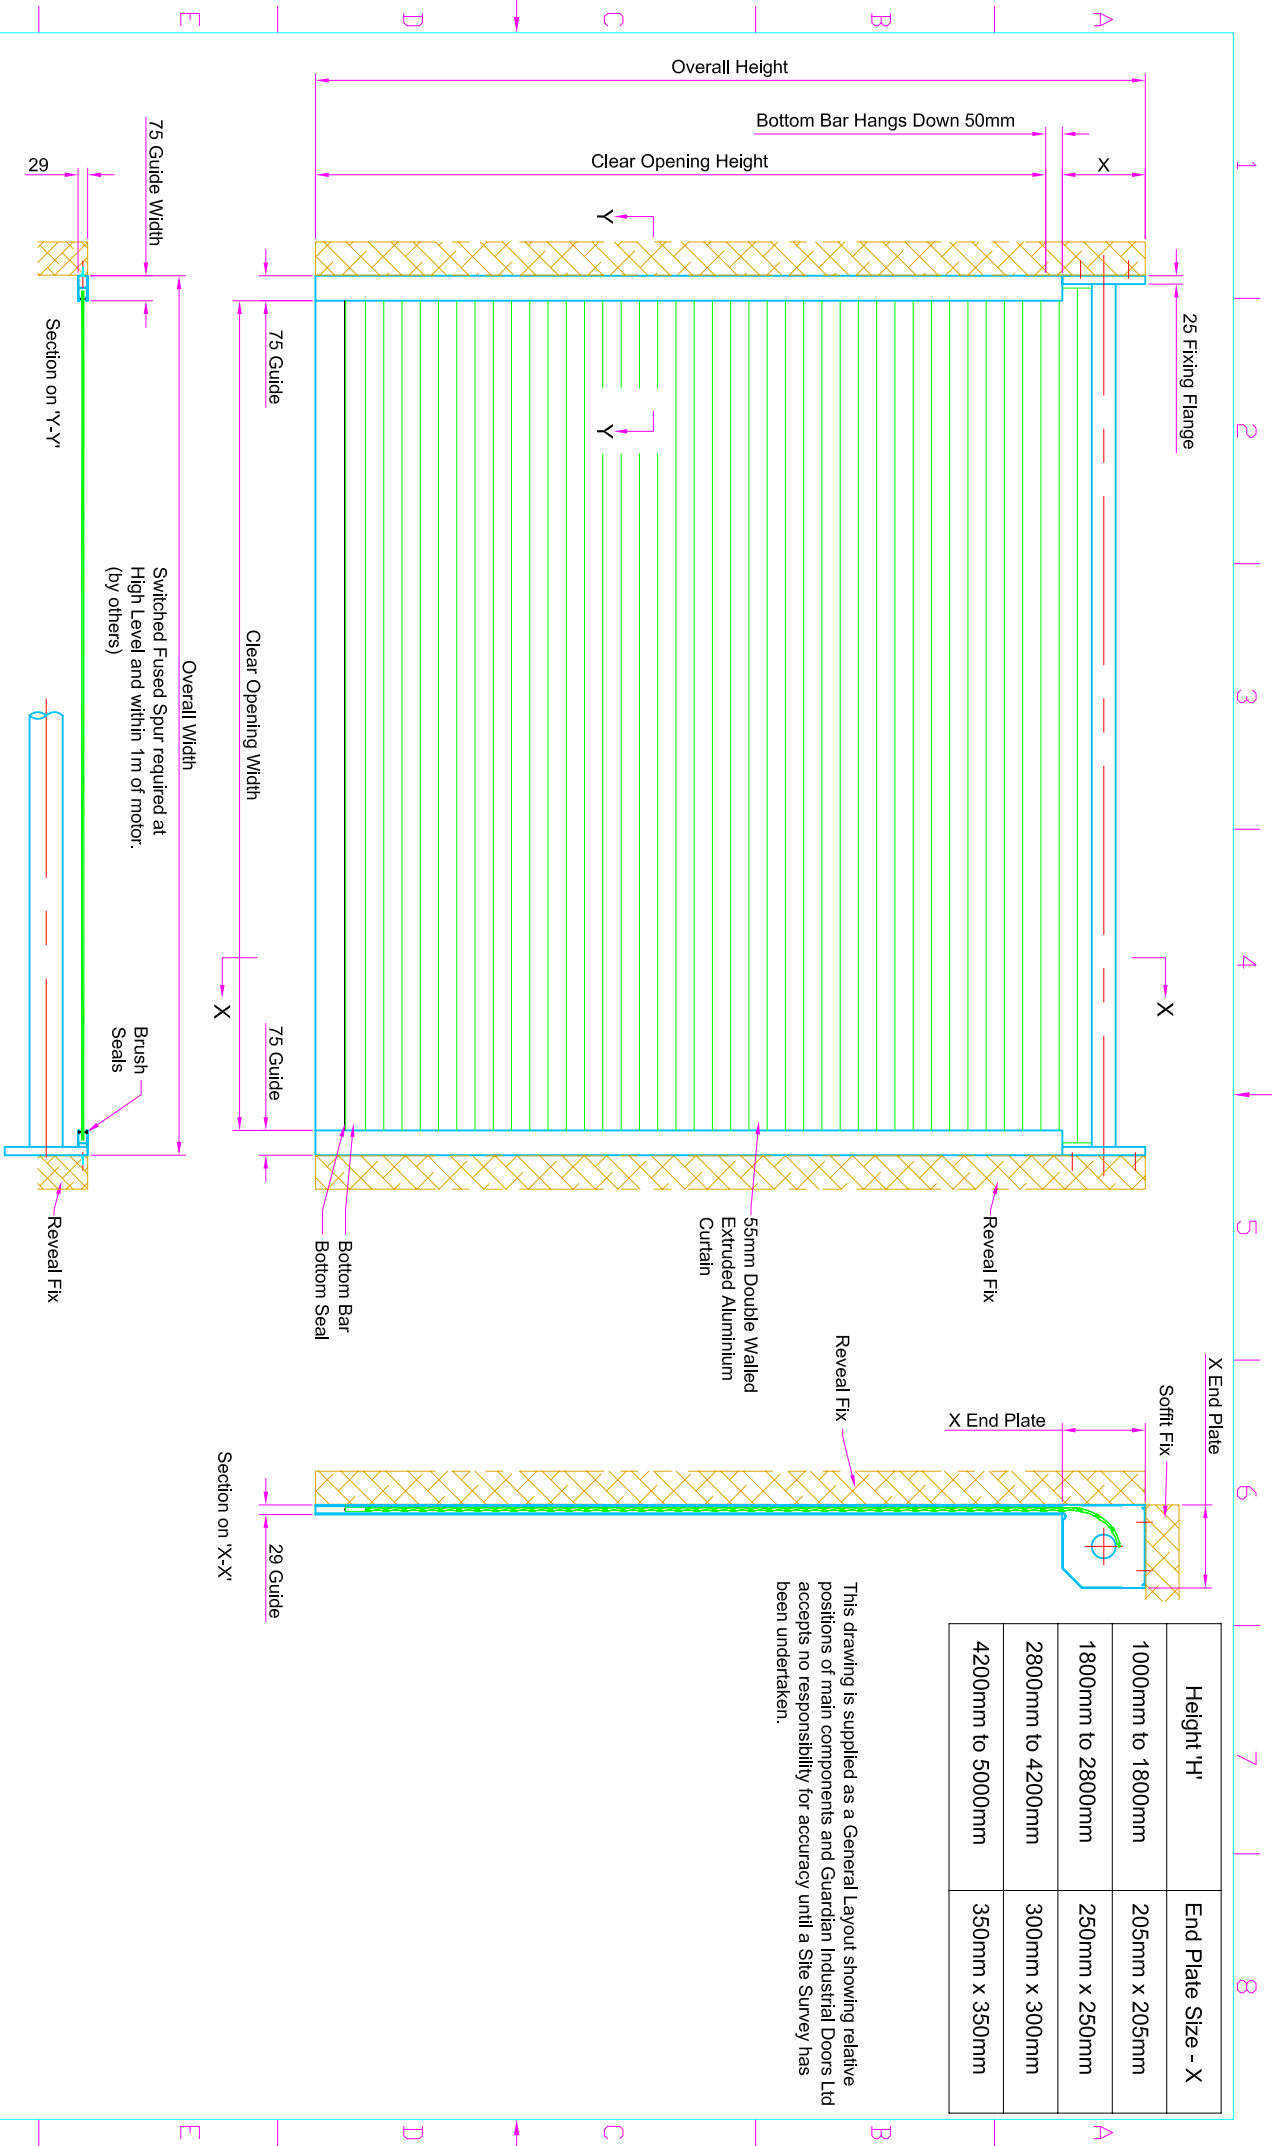 1
2
3
4
5
6
7
8
A
B
C
D
E
A
B
C
D
E
Overall Height
Bottom Bar Hangs Down 50mm
Clear Opening Height
X
25 Fixing Flange
Y
Y
X
X
75 Guide
75 Guide
Clear Opening Width
Overall Width
Reveal Fix
55mm Double Walled
Extruded Aluminium
Curtain
Bottom Bar
Bottom Seal
X End Plate
Soffit Fix
X End Plate
Reveal Fix
29 Guide
Section on 'X-X'
Height 'H'
End Plate Size - X
1000mm to 1800mm
205mm x 205mm
1800mm to 2800mm
250mm x 250mm
2800mm to 4200mm
300mm x 300mm
4200mm to 5000mm
350mm x 350mm
This drawing is supplied as a General Layout showing relative
positions of main components and Guardian Industrial Doors Ltd
accepts no responsibility for accuracy until a Site Survey has
been undertaken.
75 Guide Width
29
Section on 'Y-Y'
Switched Fused Spur required at
High Level and within 1m of motor.
(by others)
Brush
Seals
Reveal Fix